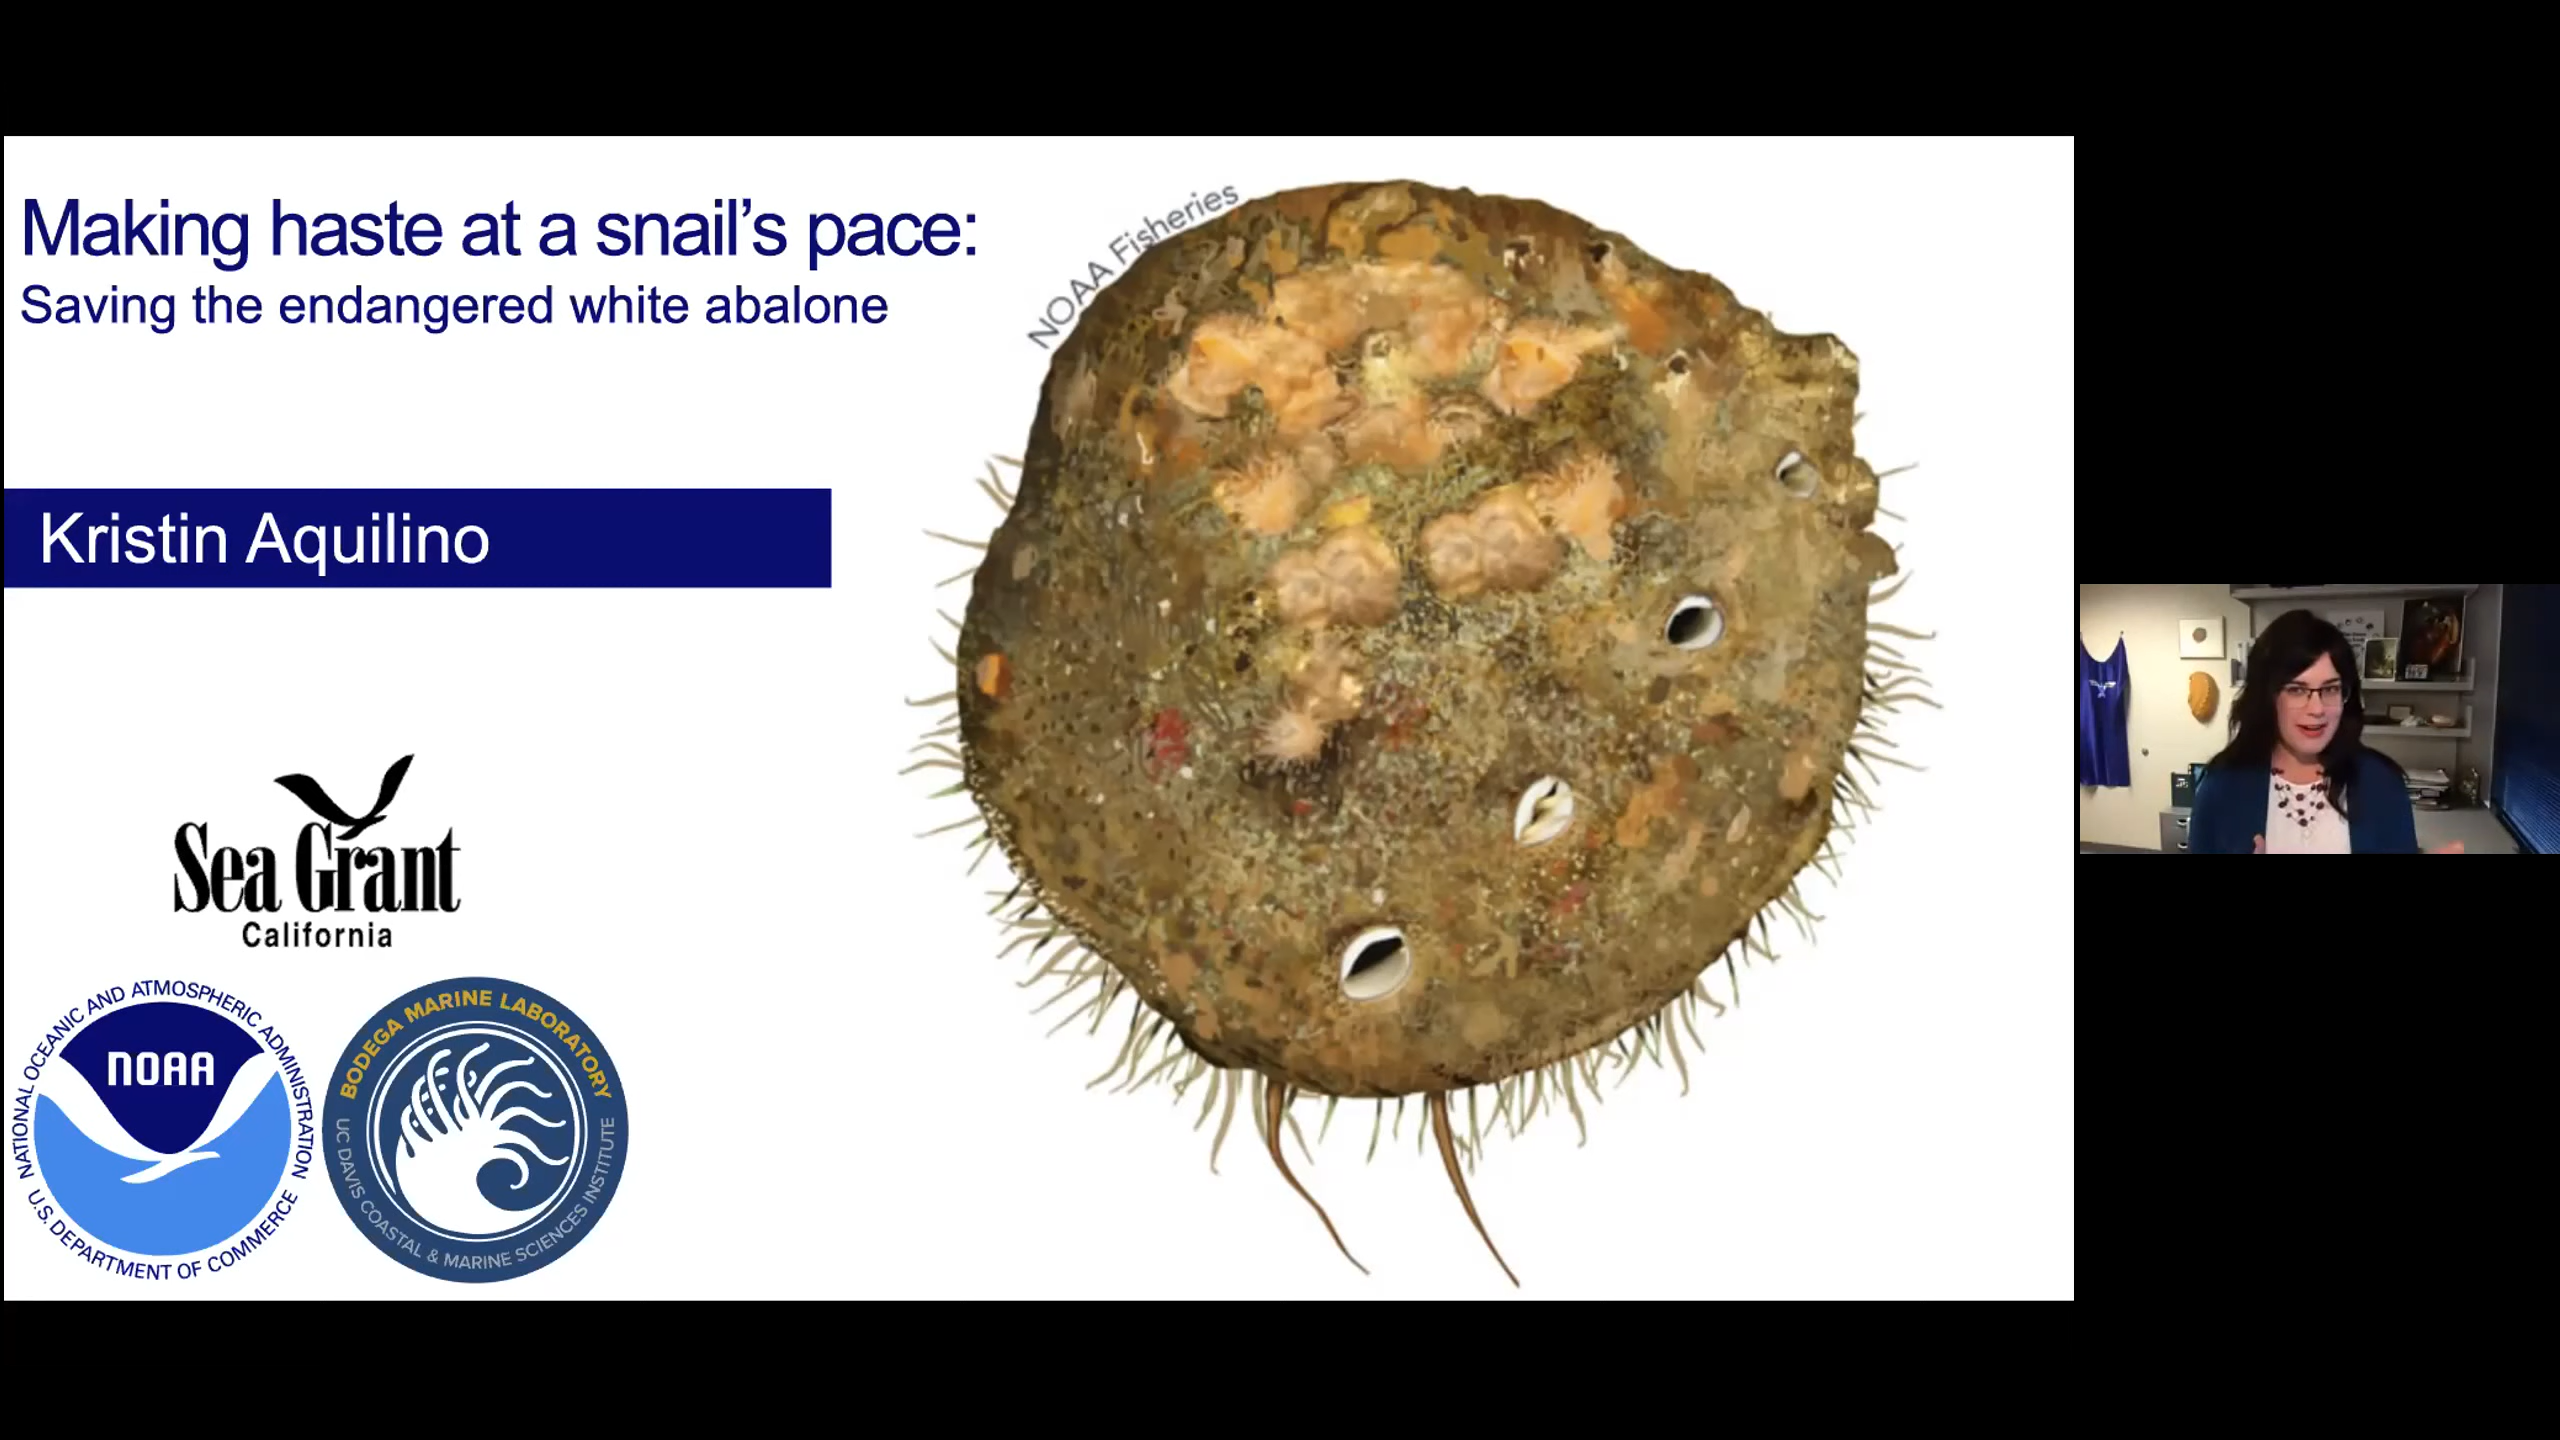 Making haste at a snail’s pace:
Saving the endangered white abalone
NOAA Fisheries
Kristin Aquilino
Sea Grant
California
NATIONAL OCEANIC AND ATMOSPHERIC ADMINISTRATION
NOAA
U.S. DEPARTMENT OF COMMERCE
BODEGA MARINE LABORATORY
UC DAVIS COASTAL & MARINE SCIENCES INSTITUTE